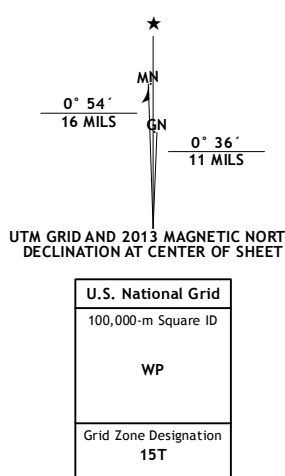 MN
GN
0° 54´
16 MILS
0° 36´
11 MILS
UTM GRID AND 2013 MAGNETIC NORT
DECLINATION AT CENTER OF SHEET
U.S. National Grid
100,000-m Square ID
WP
Grid Zone Designation
15T